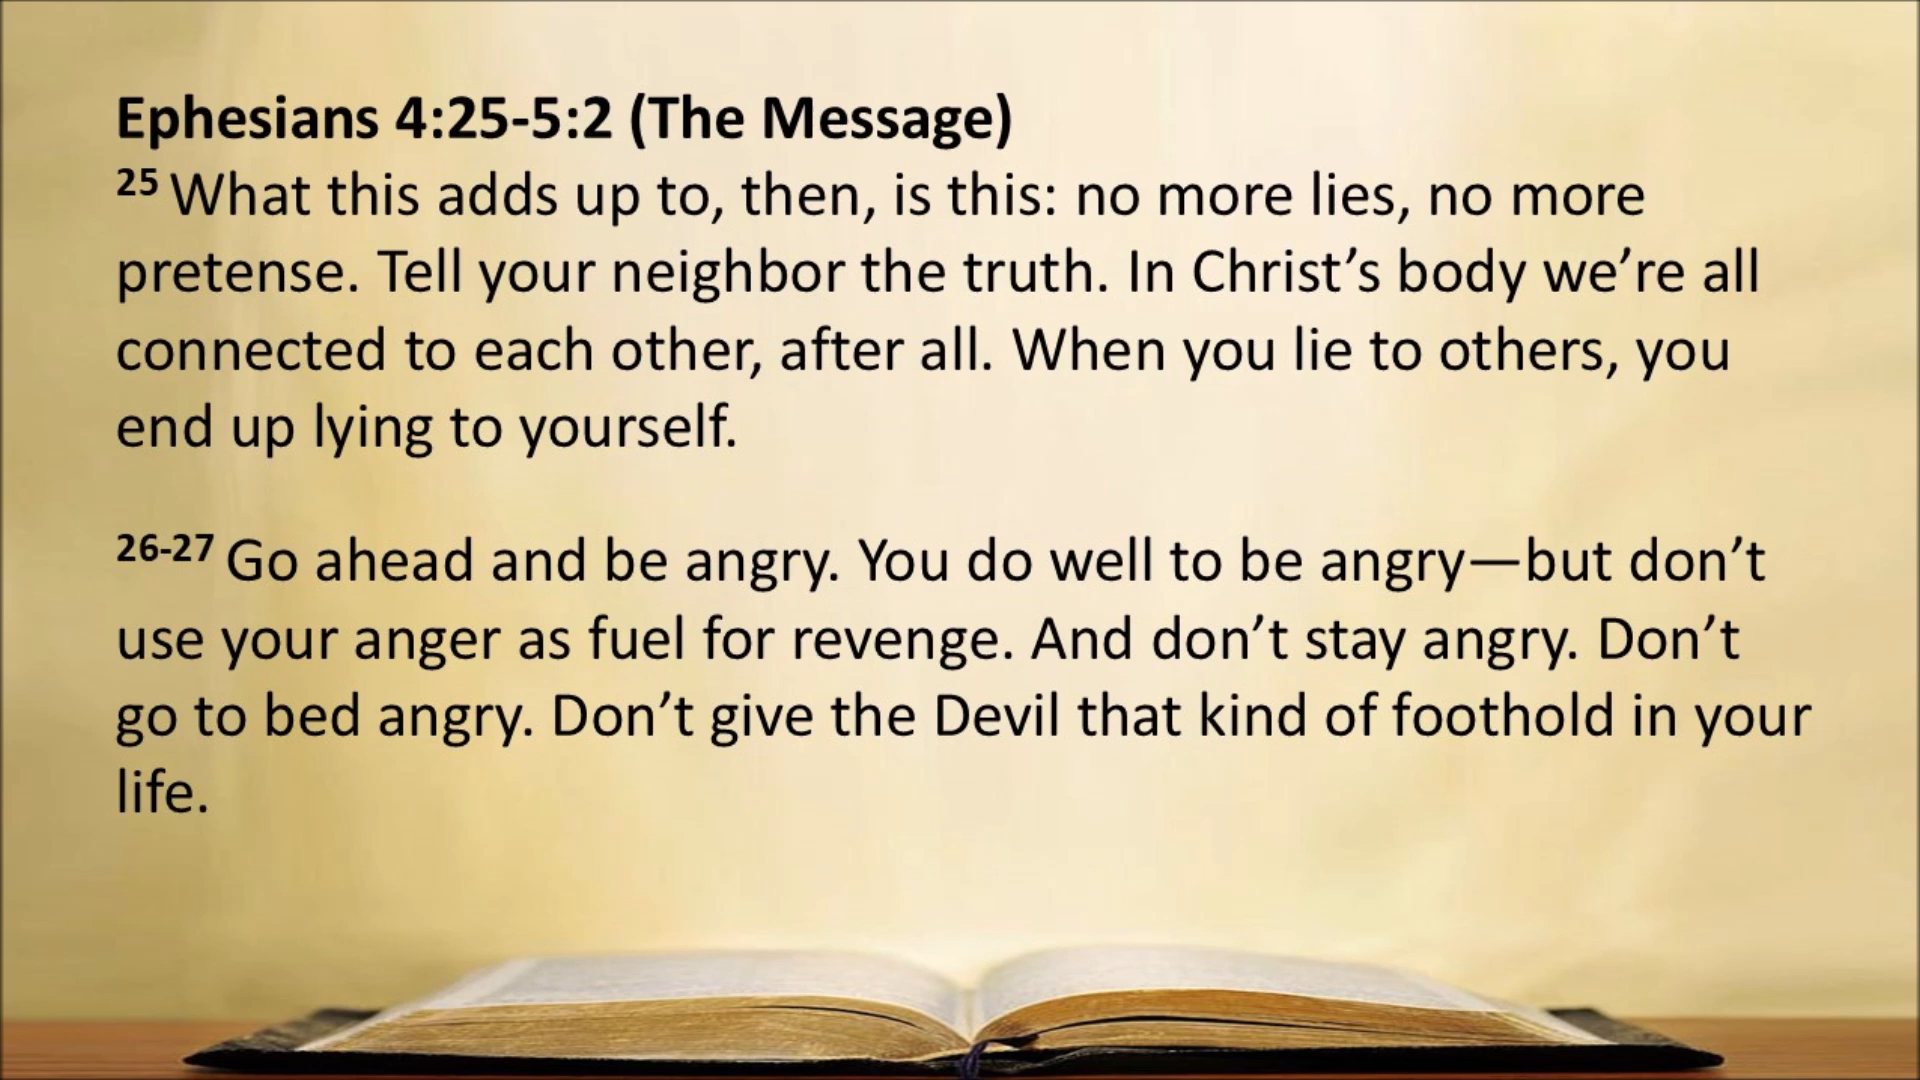 Ephesians 4:25-5:2 (The Message)
25 What this adds up to, then, is this: no more lies, no more
pretense. Tell your neighbor the truth. In Christ’s body we’re all
connected to each other, after all. When you lie to others, you
end up lying to yourself.
26-27 Go ahead and be angry. You do well to be angry—but don’t
use your anger as fuel for revenge. And don’t stay angry. Don’t
go to bed angry. Don’t give the Devil that kind of foothold in your
life.